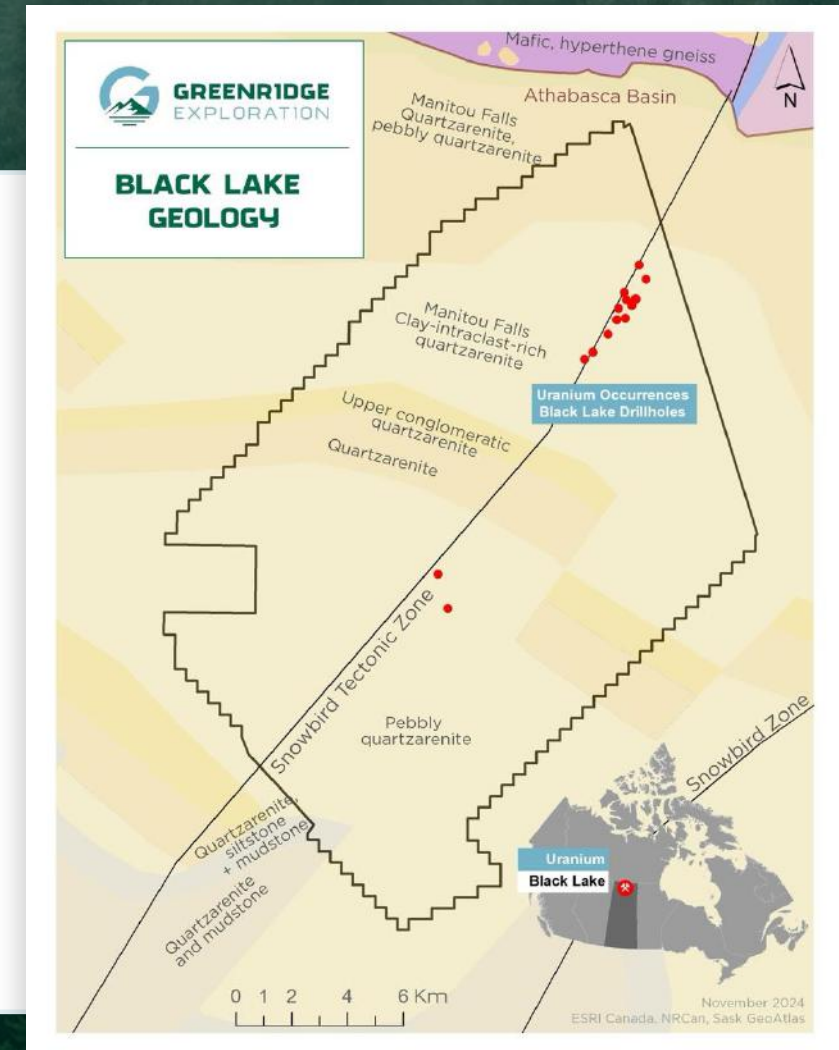 GREENR1DGE
EXPLORATION
BLACK LAKE
GEOLOGY
Mafic, hyperthene gneiss
Athabasca Basin
N
Manitou Falls
Quartzarenite,
pebbly quartzarenite
Manitou Falls
Clay-intraclast-rich
quartzarenite
Uranium Occurrences
Black Lake Drillholes
Upper conglomeratic
quartzarenite
Quartzarenite
Snowbird Tectonic Zone
Pebbly
quartzarenite
Snowbird Zone
Quartzarenite,
siltstone
+ mudstone
Quartzarenite
and mudstone
Uranium
Black Lake
0 1 2 4 6 Km
November 2024
ESRI Canada, NRCan, Sask GeoAtlas